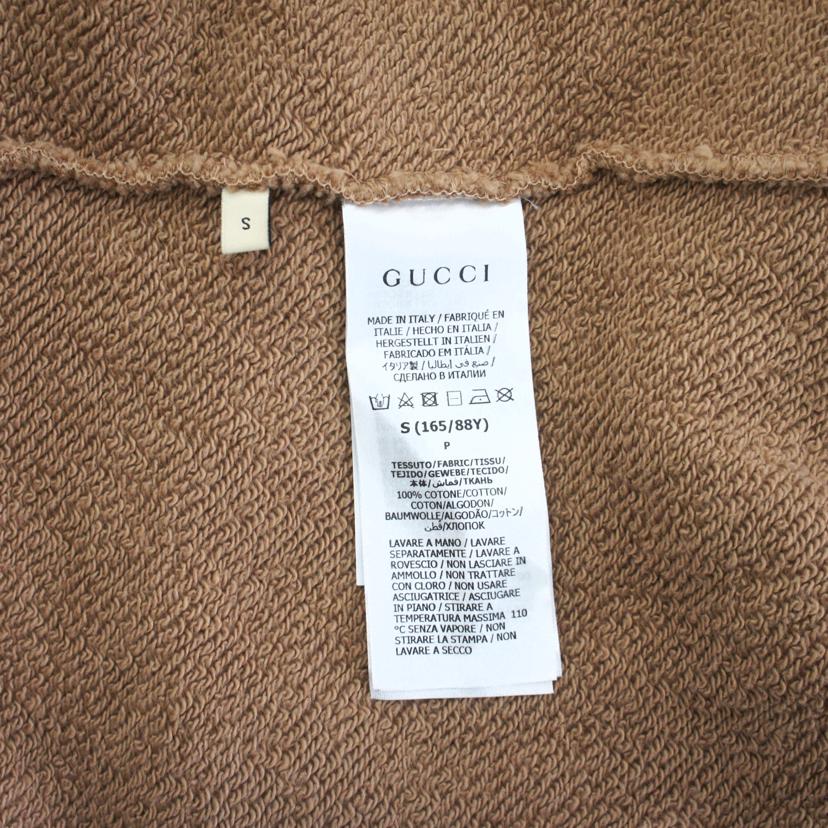 S
GUCCI
MADE IN ITALY / FABRIQUÉ EN
ITALIE / HECHO EN ITALIA /
HERGESTELLT IN ITALIEN /
FABRICADO EM ITÁLIA /
イタリア製 / صنع في إيطاليا /
СДЕЛАНО В ИТАЛИИ
S (165/88Y)
P
TESSUTO/FABRIC/TISSU/
TEJIDO/GEWEBE/TECIDO/
本体/قماش/ТКАНЬ
100% COTONE/COTTON/
COTON/ALGODON/
BAUMWOLLE/ALGODÃO/コットン/
قطن/ХЛОПОК
LAVARE A MANO / LAVARE
SEPARATAMENTE / LAVARE A
ROVESCIO / NON LASCIARE IN
AMMOLLO / NON TRATTARE
CON CLORO / NON USARE
ASCIUGATRICE / ASCIUGARE
IN PIANO / STIRARE A
TEMPERATURA MASSIMA 110
°C SENZA VAPORE / NON
STIRARE LA STAMPA / NON
LAVARE A SECCO